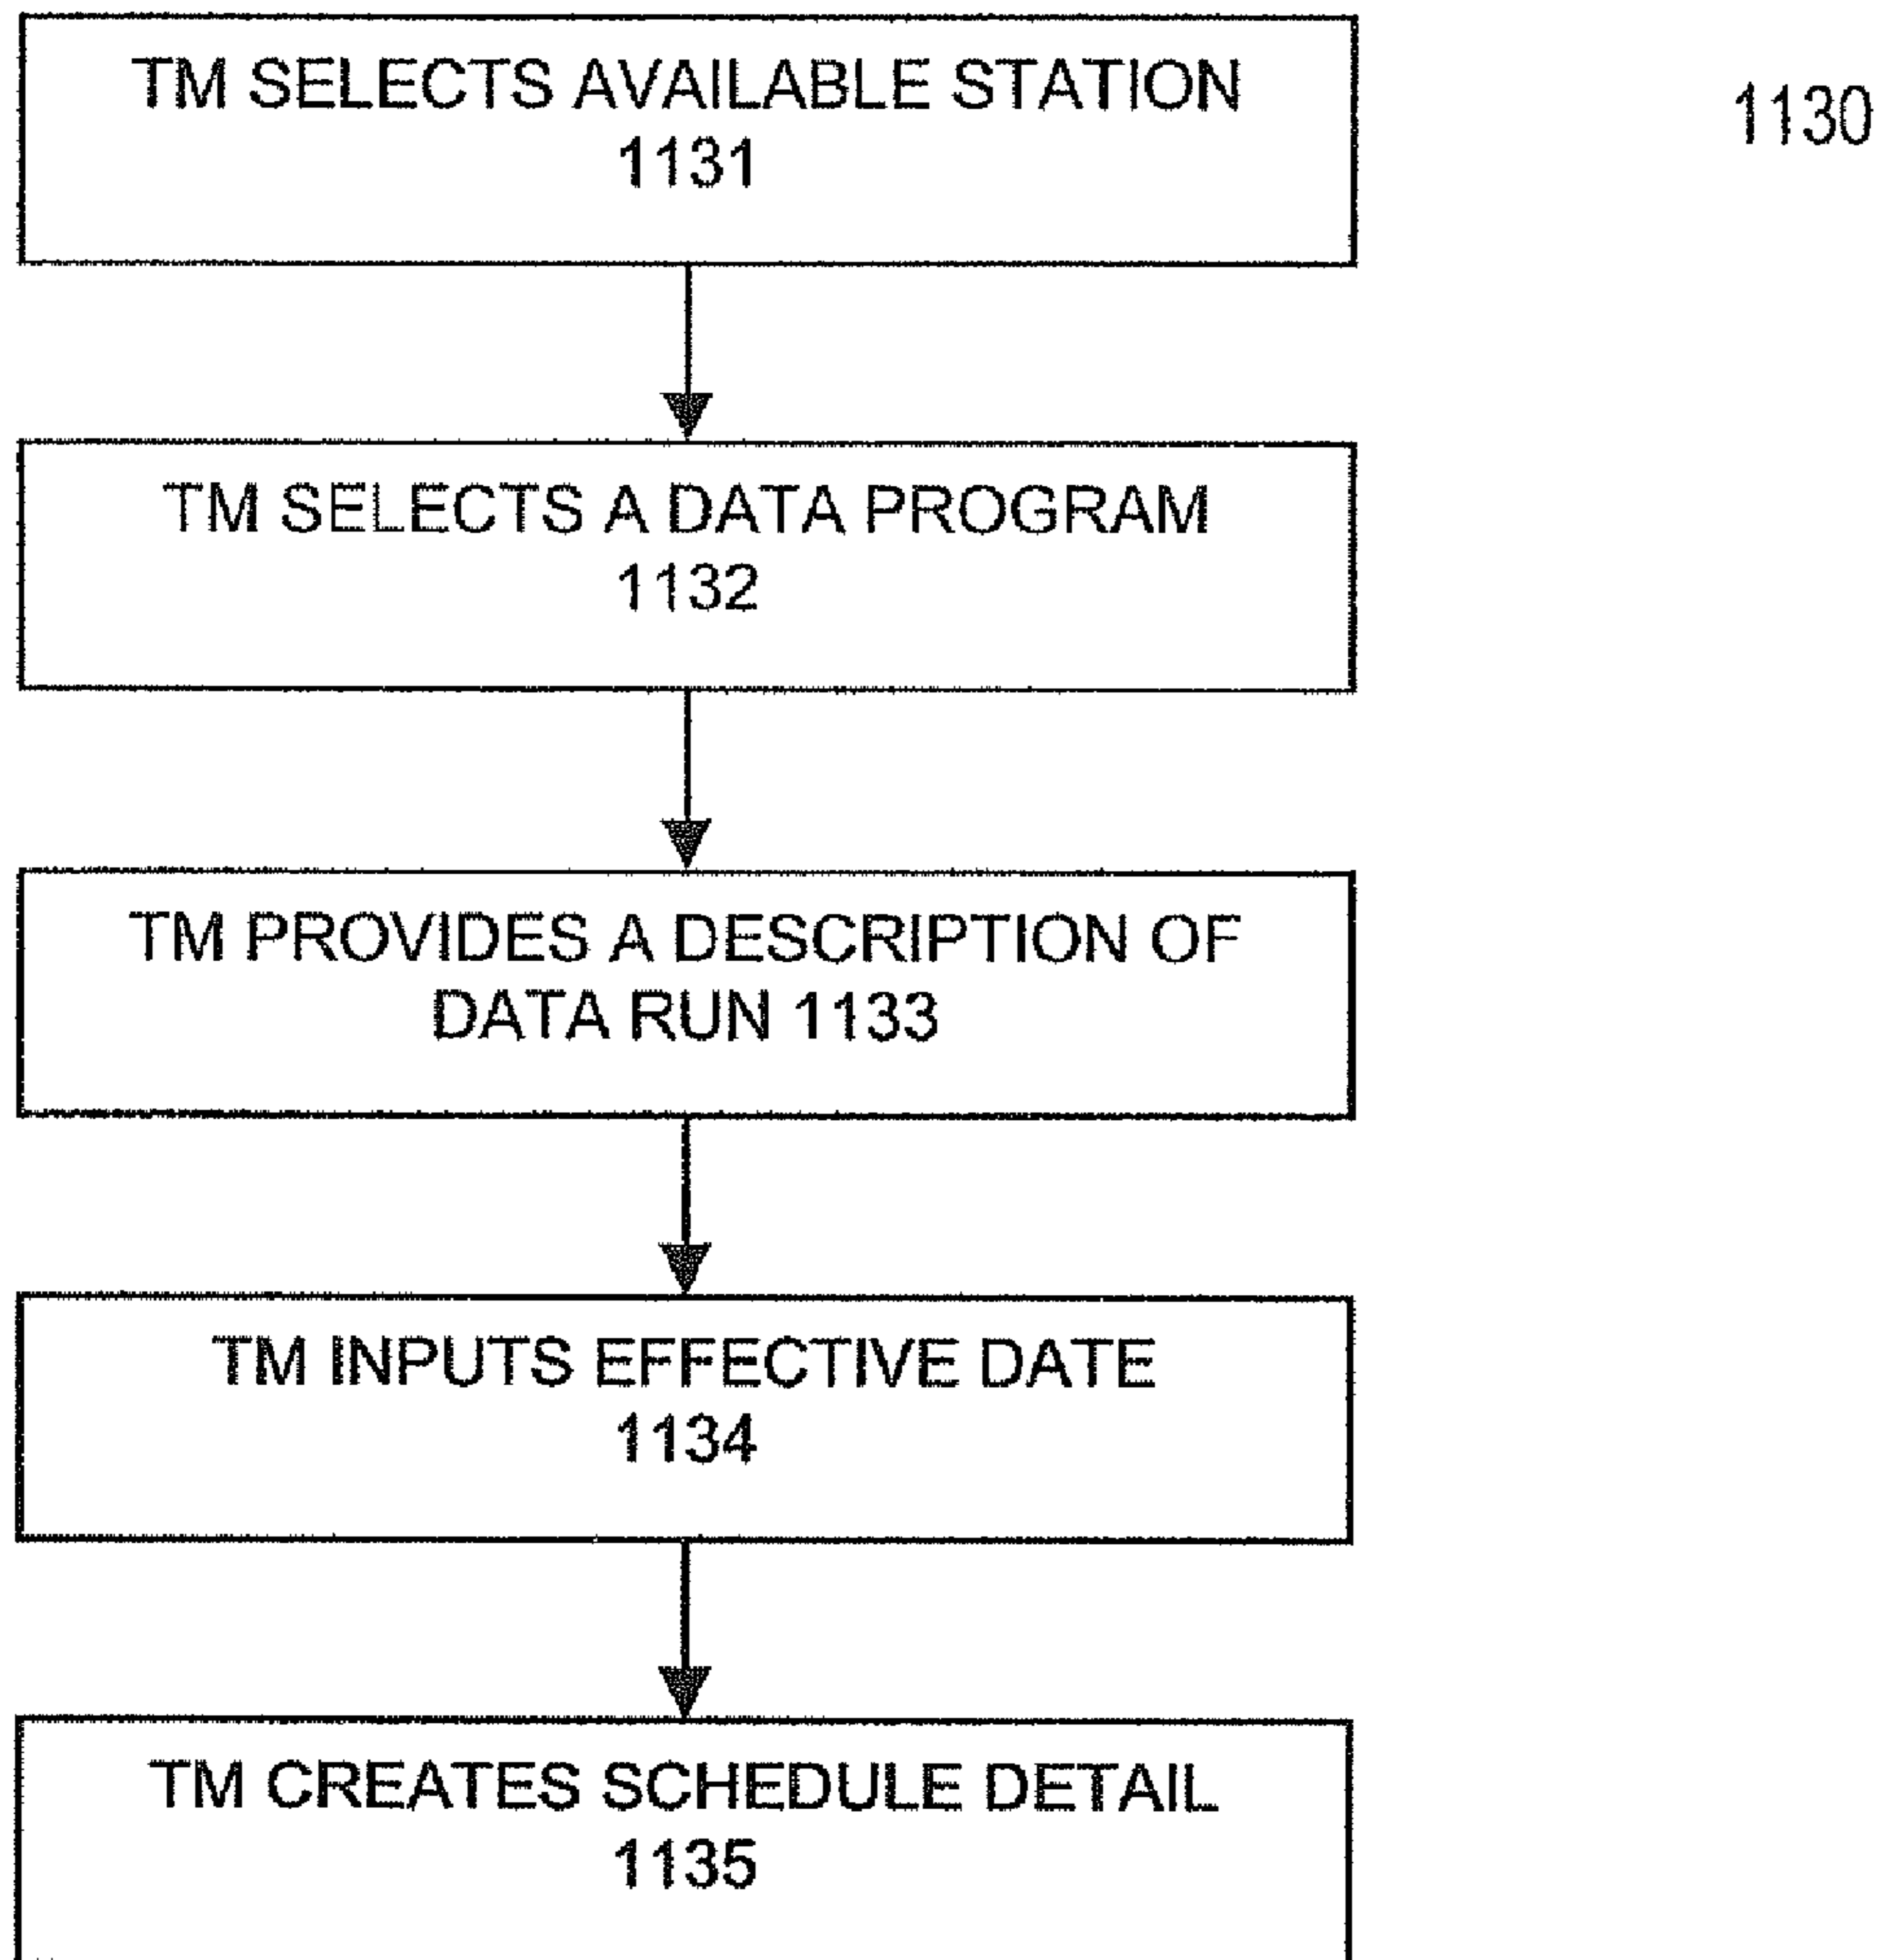 TM SELECTS AVAILABLE STATION
1131
1130
TM SELECTS A DATA PROGRAM
1132
TM PROVIDES A DESCRIPTION OF
DATA RUN 1133
TM INPUTS EFFECTIVE DATE
1134
TM CREATES SCHEDULE DETAIL
1135